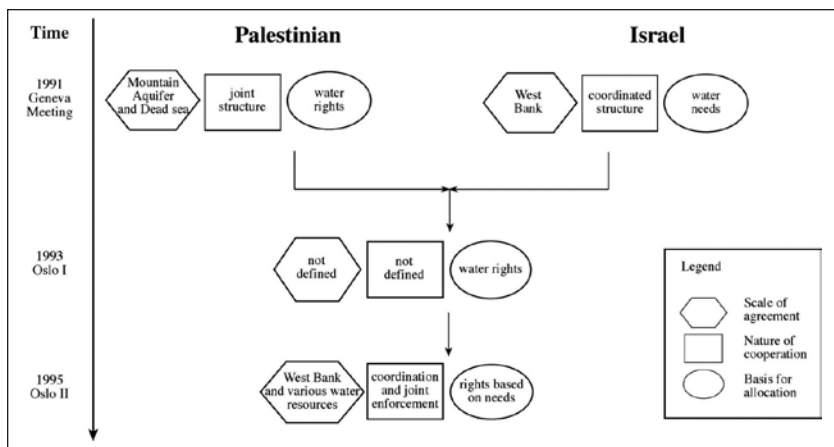 Time
Palestinian
Israel
1991
Geneva
Meeting
Mountain
Aquifer
and Dead sea
joint
structure
water
rights
West
Bank
coordinated
structure
water
needs
1993
Oslo I
not
defined
not
defined
water rights
1995
Oslo II
West Bank
and various water
resources
coordination
and joint
enforcement
rights based
on needs
Legend
Scale of
agreement
Nature of
cooperation
Basis for
allocation